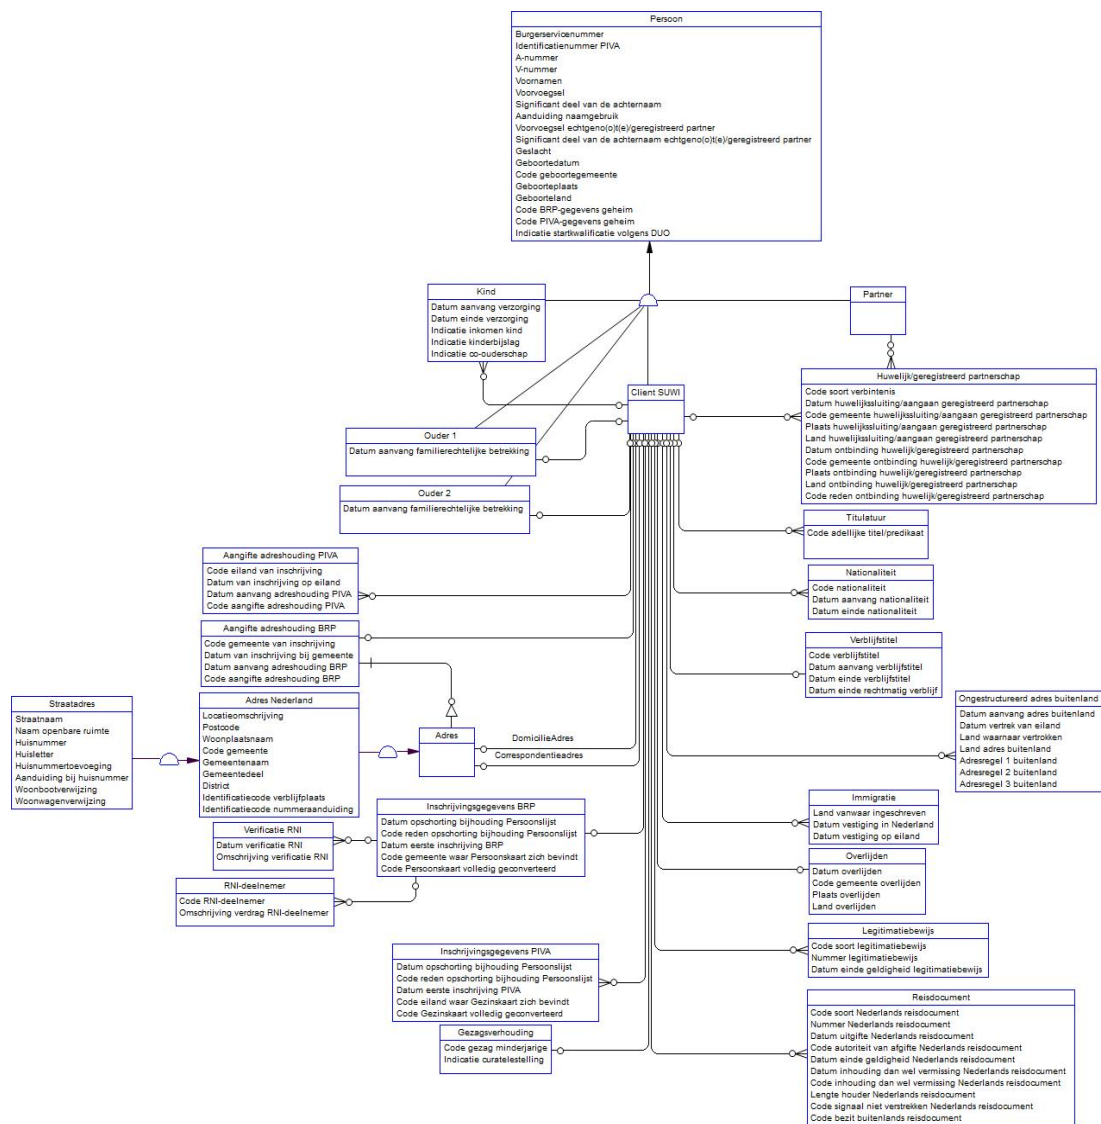 Persoon
Burgerservicenummer
Identificatienummer PIVA
A-nummer
V-nummer
Voornamen
Voorvoegsel
Significant deel van de achternaam
Aanduiding naamgebruik
Voorvoegsel echtgeno(o)t(e)/geregistreerd partner
Significant deel van de achternaam echtgeno(o)t(e)/geregistreerd partner
Geslacht
Geboortedatum
Code geboortegemeente
Geboorteplaats
Geboorteland
Code BRP-gegevens geheim
Code PIVA-gegevens geheim
Indicatie startkwalificatie volgens DUO
Kind
Datum aanvang verzorging
Datum einde verzorging
Indicatie inkomen kind
Indicatie kinderbijslag
Indicatie co-ouderschap
Partner
Huwelijk/geregistreerd partnerschap
Code soort verbintenis
Datum huwelijkssluiting/aangaan geregistreerd partnerschap
Code gemeente huwelijkssluiting/aangaan geregistreerd partnerschap
Plaats huwelijkssluiting/aangaan geregistreerd partnerschap
Land huwelijkssluiting/aangaan geregistreerd partnerschap
Datum ontbinding huwelijk/geregistreerd partnerschap
Code gemeente ontbinding huwelijk/geregistreerd partnerschap
Plaats ontbinding huwelijk/geregistreerd partnerschap
Land ontbinding huwelijk/geregistreerd partnerschap
Code reden ontbinding huwelijk/geregistreerd partnerschap
Client SUWI
Ouder 1
Datum aanvang familierechtelijke betrekking
Ouder 2
Datum aanvang familierechtelijke betrekking
Titulatuur
Code adellijke titel/predikaat
Aangifte adreshouding PIVA
Code eiland van inschrijving
Datum van inschrijving op eiland
Datum aanvang adreshouding PIVA
Code aangifte adreshouding PIVA
Nationaliteit
Code nationaliteit
Datum aanvang nationaliteit
Datum einde nationaliteit
Aangifte adreshouding BRP
Code gemeente van inschrijving
Datum van inschrijving bij gemeente
Datum aanvang adreshouding BRP
Code aangifte adreshouding BRP
Verblijfstitel
Code verblijfstitel
Datum aanvang verblijfstitel
Datum einde verblijfstitel
Datum einde rechtmatig verblijf
Straatadres
Straatnaam
Naam openbare ruimte
Huisnummer
Huisletter
Huisnummertoevoeging
Aanduiding bij huisnummer
Woonbootverwijzing
Woonwagenverwijzing
Adres Nederland
Locatieomschrijving
Postcode
Woonplaatsnaam
Code gemeente
Gemeentenaam
Gemeentedeel
District
Identificatiecode verblijfplaats
Identificatiecode nummeraanduiding
Adres
DomicilieAdres
Correspondentieadres
Ongestructureerd adres buitenland
Datum aanvang adres buitenland
Datum vertrek van eiland
Land waarnaar vertrokken
Land adres buitenland
Adresregel 1 buitenland
Adresregel 2 buitenland
Adresregel 3 buitenland
Inschrijvingsgegevens BRP
Datum opschorting bijhouding Persoonslijst
Code reden opschorting bijhouding Persoonslijst
Datum eerste inschrijving BRP
Code gemeente waar Persoonskaart zich bevindt
Code Persoonskaart volledig geconverteerd
Immigratie
Land vanwaar ingeschreven
Datum vestiging in Nederland
Datum vestiging op eiland
Verificatie RNI
Datum verificatie RNI
Omschrijving verificatie RNI
Overlijden
Datum overlijden
Code gemeente overlijden
Plaats overlijden
Land overlijden
RNI-deelnemer
Code RNI-deelnemer
Omschrijving verdrag RNI-deelnemer
Legitimatiebewijs
Code soort legitimatiebewijs
Nummer legitimatiebewijs
Datum einde geldigheid legitimatiebewijs
Inschrijvingsgegevens PIVA
Datum opschorting bijhouding Persoonslijst
Code reden opschorting bijhouding Persoonslijst
Datum eerste inschrijving PIVA
Code eiland waar Gezinskaart zich bevindt
Code Gezinskaart volledig geconverteerd
Gezagsverhouding
Code gezag minderjarige
Indicatie curatelestelling
Reisdocument
Code soort Nederlands reisdocument
Nummer Nederlands reisdocument
Datum uitgifte Nederlands reisdocument
Code autoriteit van afgifte Nederlands reisdocument
Datum einde geldigheid Nederlands reisdocument
Datum inhouding dan wel vermissing Nederlands reisdocument
Code inhouding dan wel vermissing Nederlands reisdocument
Lengte houder Nederlands reisdocument
Code signaal niet verstrekken Nederlands reisdocument
Code bezit buitenlands reisdocument